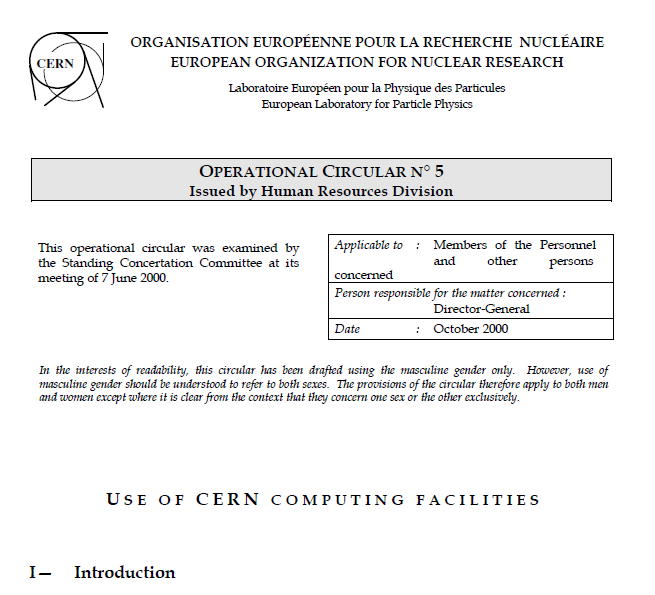 CERN
ORGANISATION EUROPÉENNE POUR LA RECHERCHE NUCLÉAIRE
EUROPEAN ORGANIZATION FOR NUCLEAR RESEARCH
Laboratoire Européen pour la Physique des Particules
European Laboratory for Particle Physics
OPERATIONAL CIRCULAR N° 5
Issued by Human Resources Division
This operational circular was examined by
the Standing Concertation Committee at its
meeting of 7 June 2000.
Applicable to : Members of the Personnel
and other persons
concerned
Person responsible for the matter concerned :
Director-General
Date : October 2000
In the interests of readability, this circular has been drafted using the masculine gender only. However, use of
masculine gender should be understood to refer to both sexes. The provisions of the circular therefore apply to both men
and women except where it is clear from the context that they concern one sex or the other exclusively.
USE OF CERN COMPUTING FACILITIES
I— Introduction